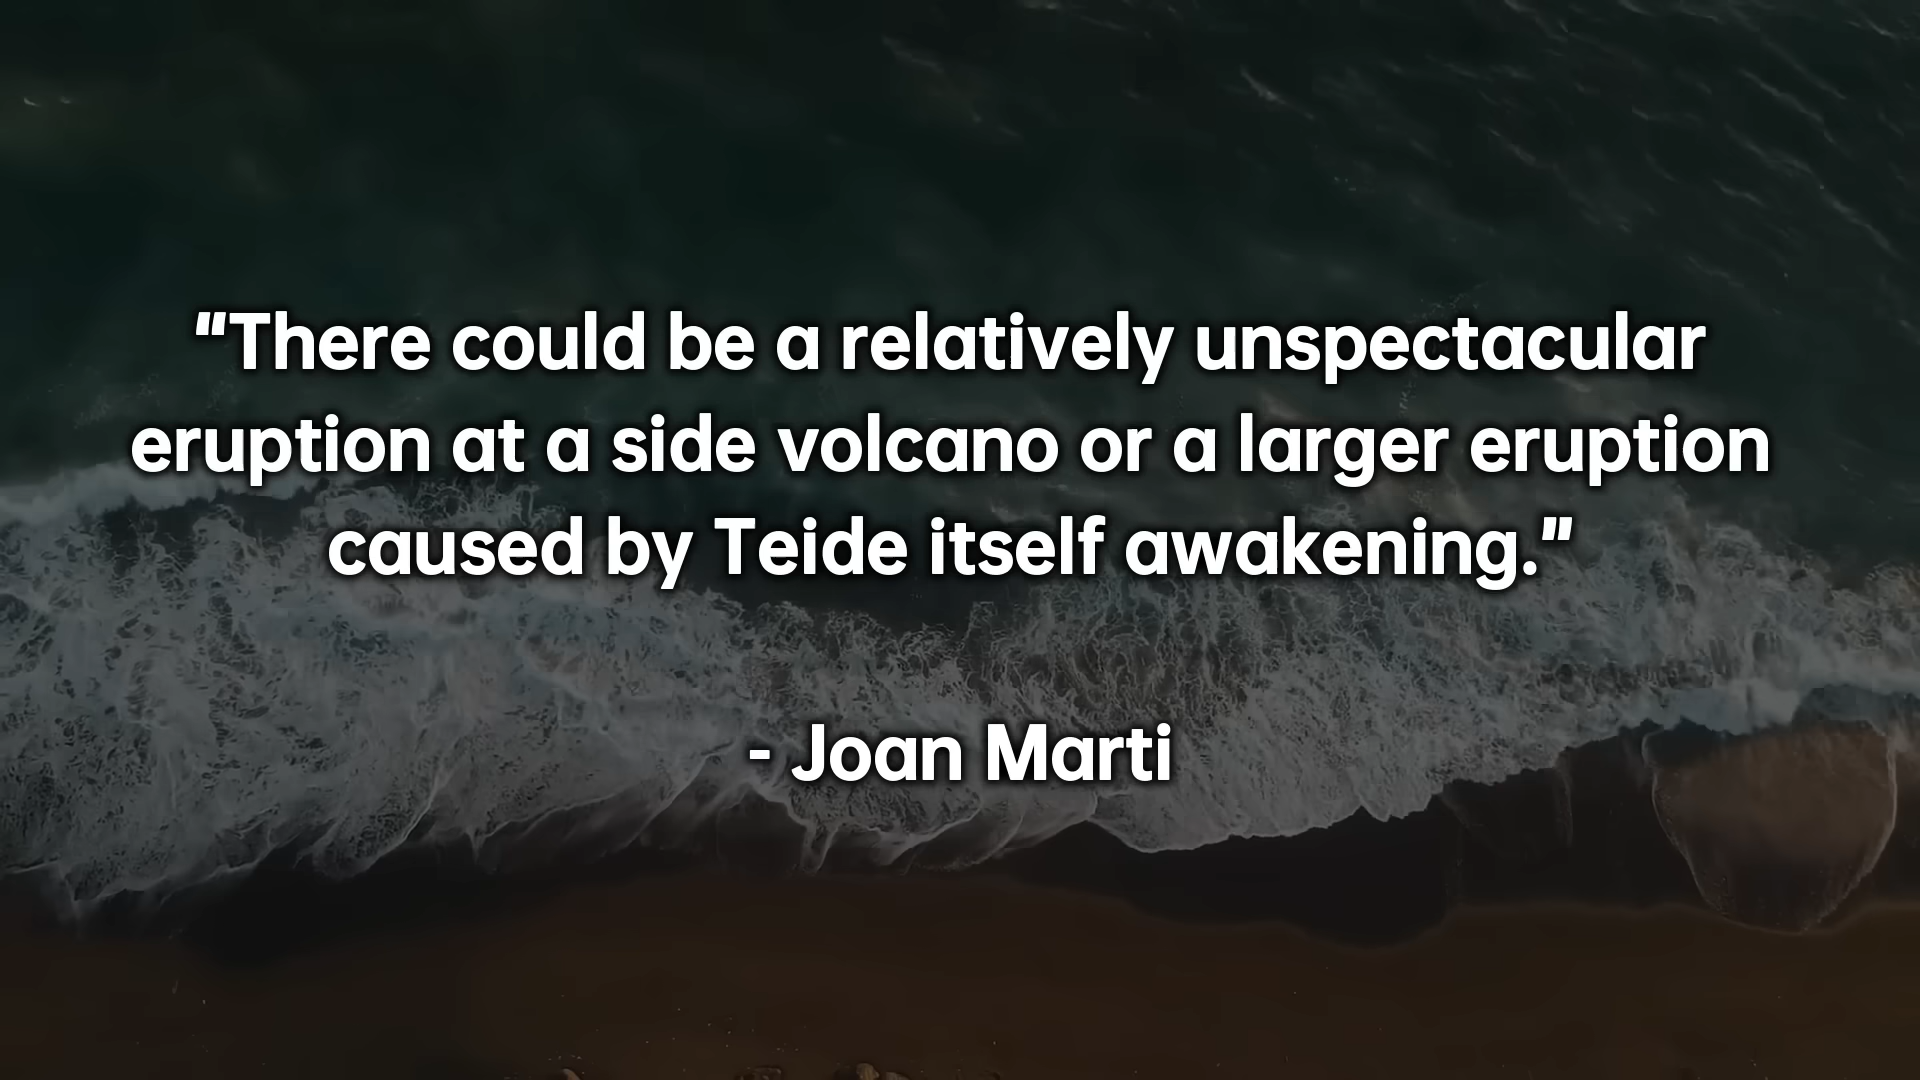 "There could be a relatively unspectacular
eruption at a side volcano or a larger eruption
caused by Teide itself awakening."
- Joan Marti